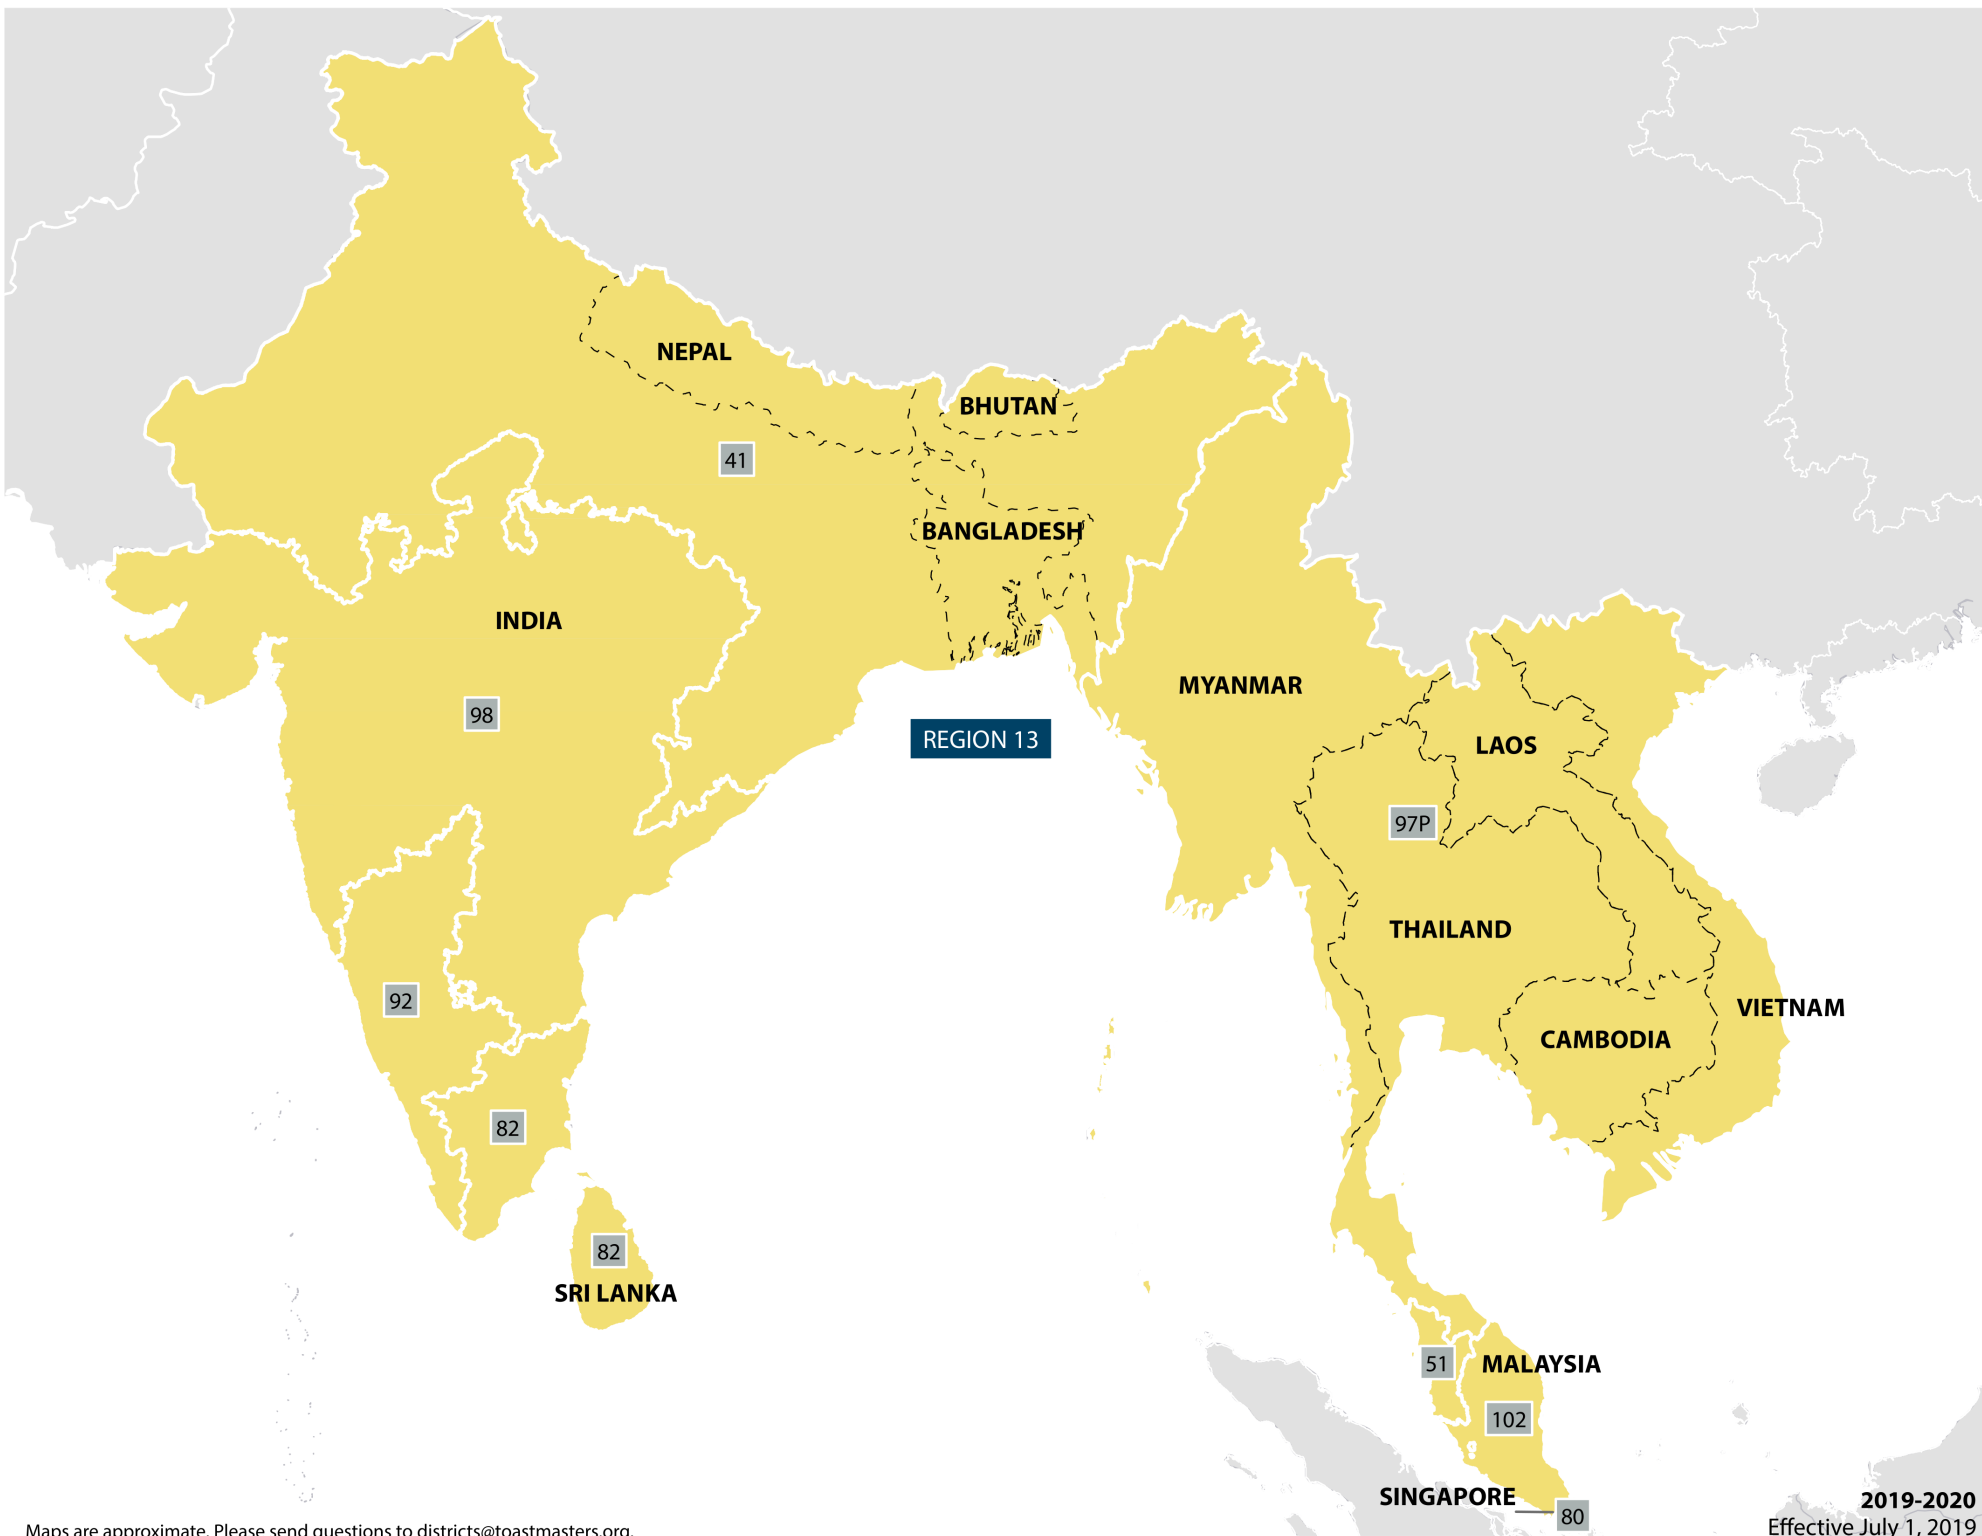 NEPAL
BHUTAN
41
BANGLADESH
INDIA
MYANMAR
98
REGION 13
LAOS
97P
THAILAND
92
VIETNAM
CAMBODIA
82
82
SRI LANKA
51
MALAYSIA
102
SINGAPORE
80
2019-2020
Effective July 1, 2019
Maps are approximate. Please send questions to districts@toastmasters.org.